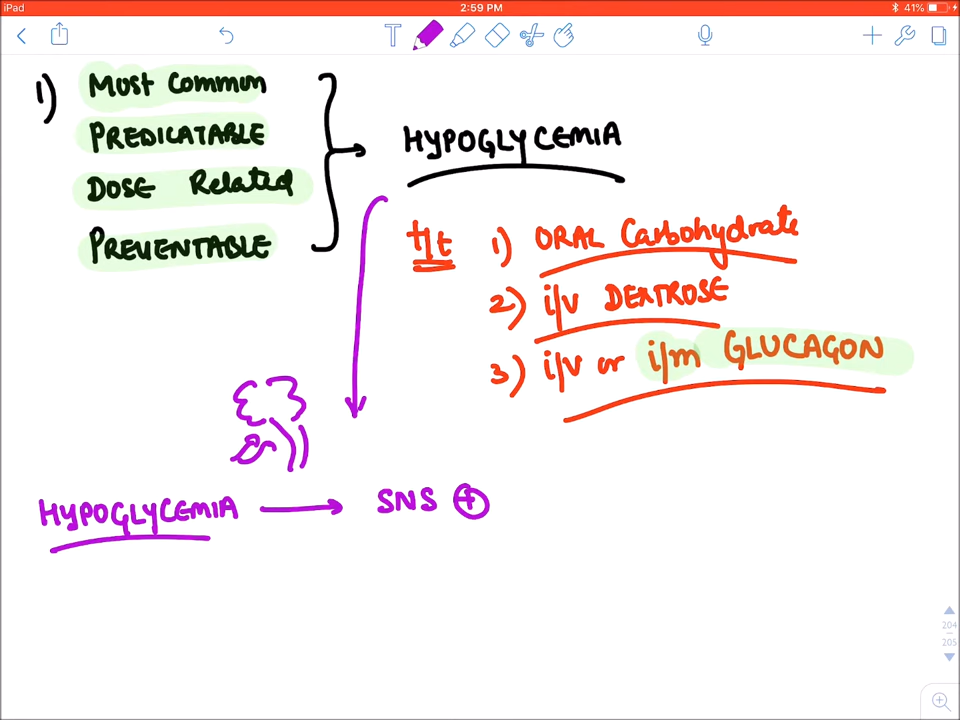 iPad
2:59 PM
41%
T
1) Most Common
PREDICATABLE
DOSE Related
PREVENTABLE
HYPOGLYCEMIA
t/t 1) ORAL Carbohydrate
2) i/v DEXTROSE
3) i/v or i/m GLUCAGON
HYPOGLYCEMIA → SNS +
204
205